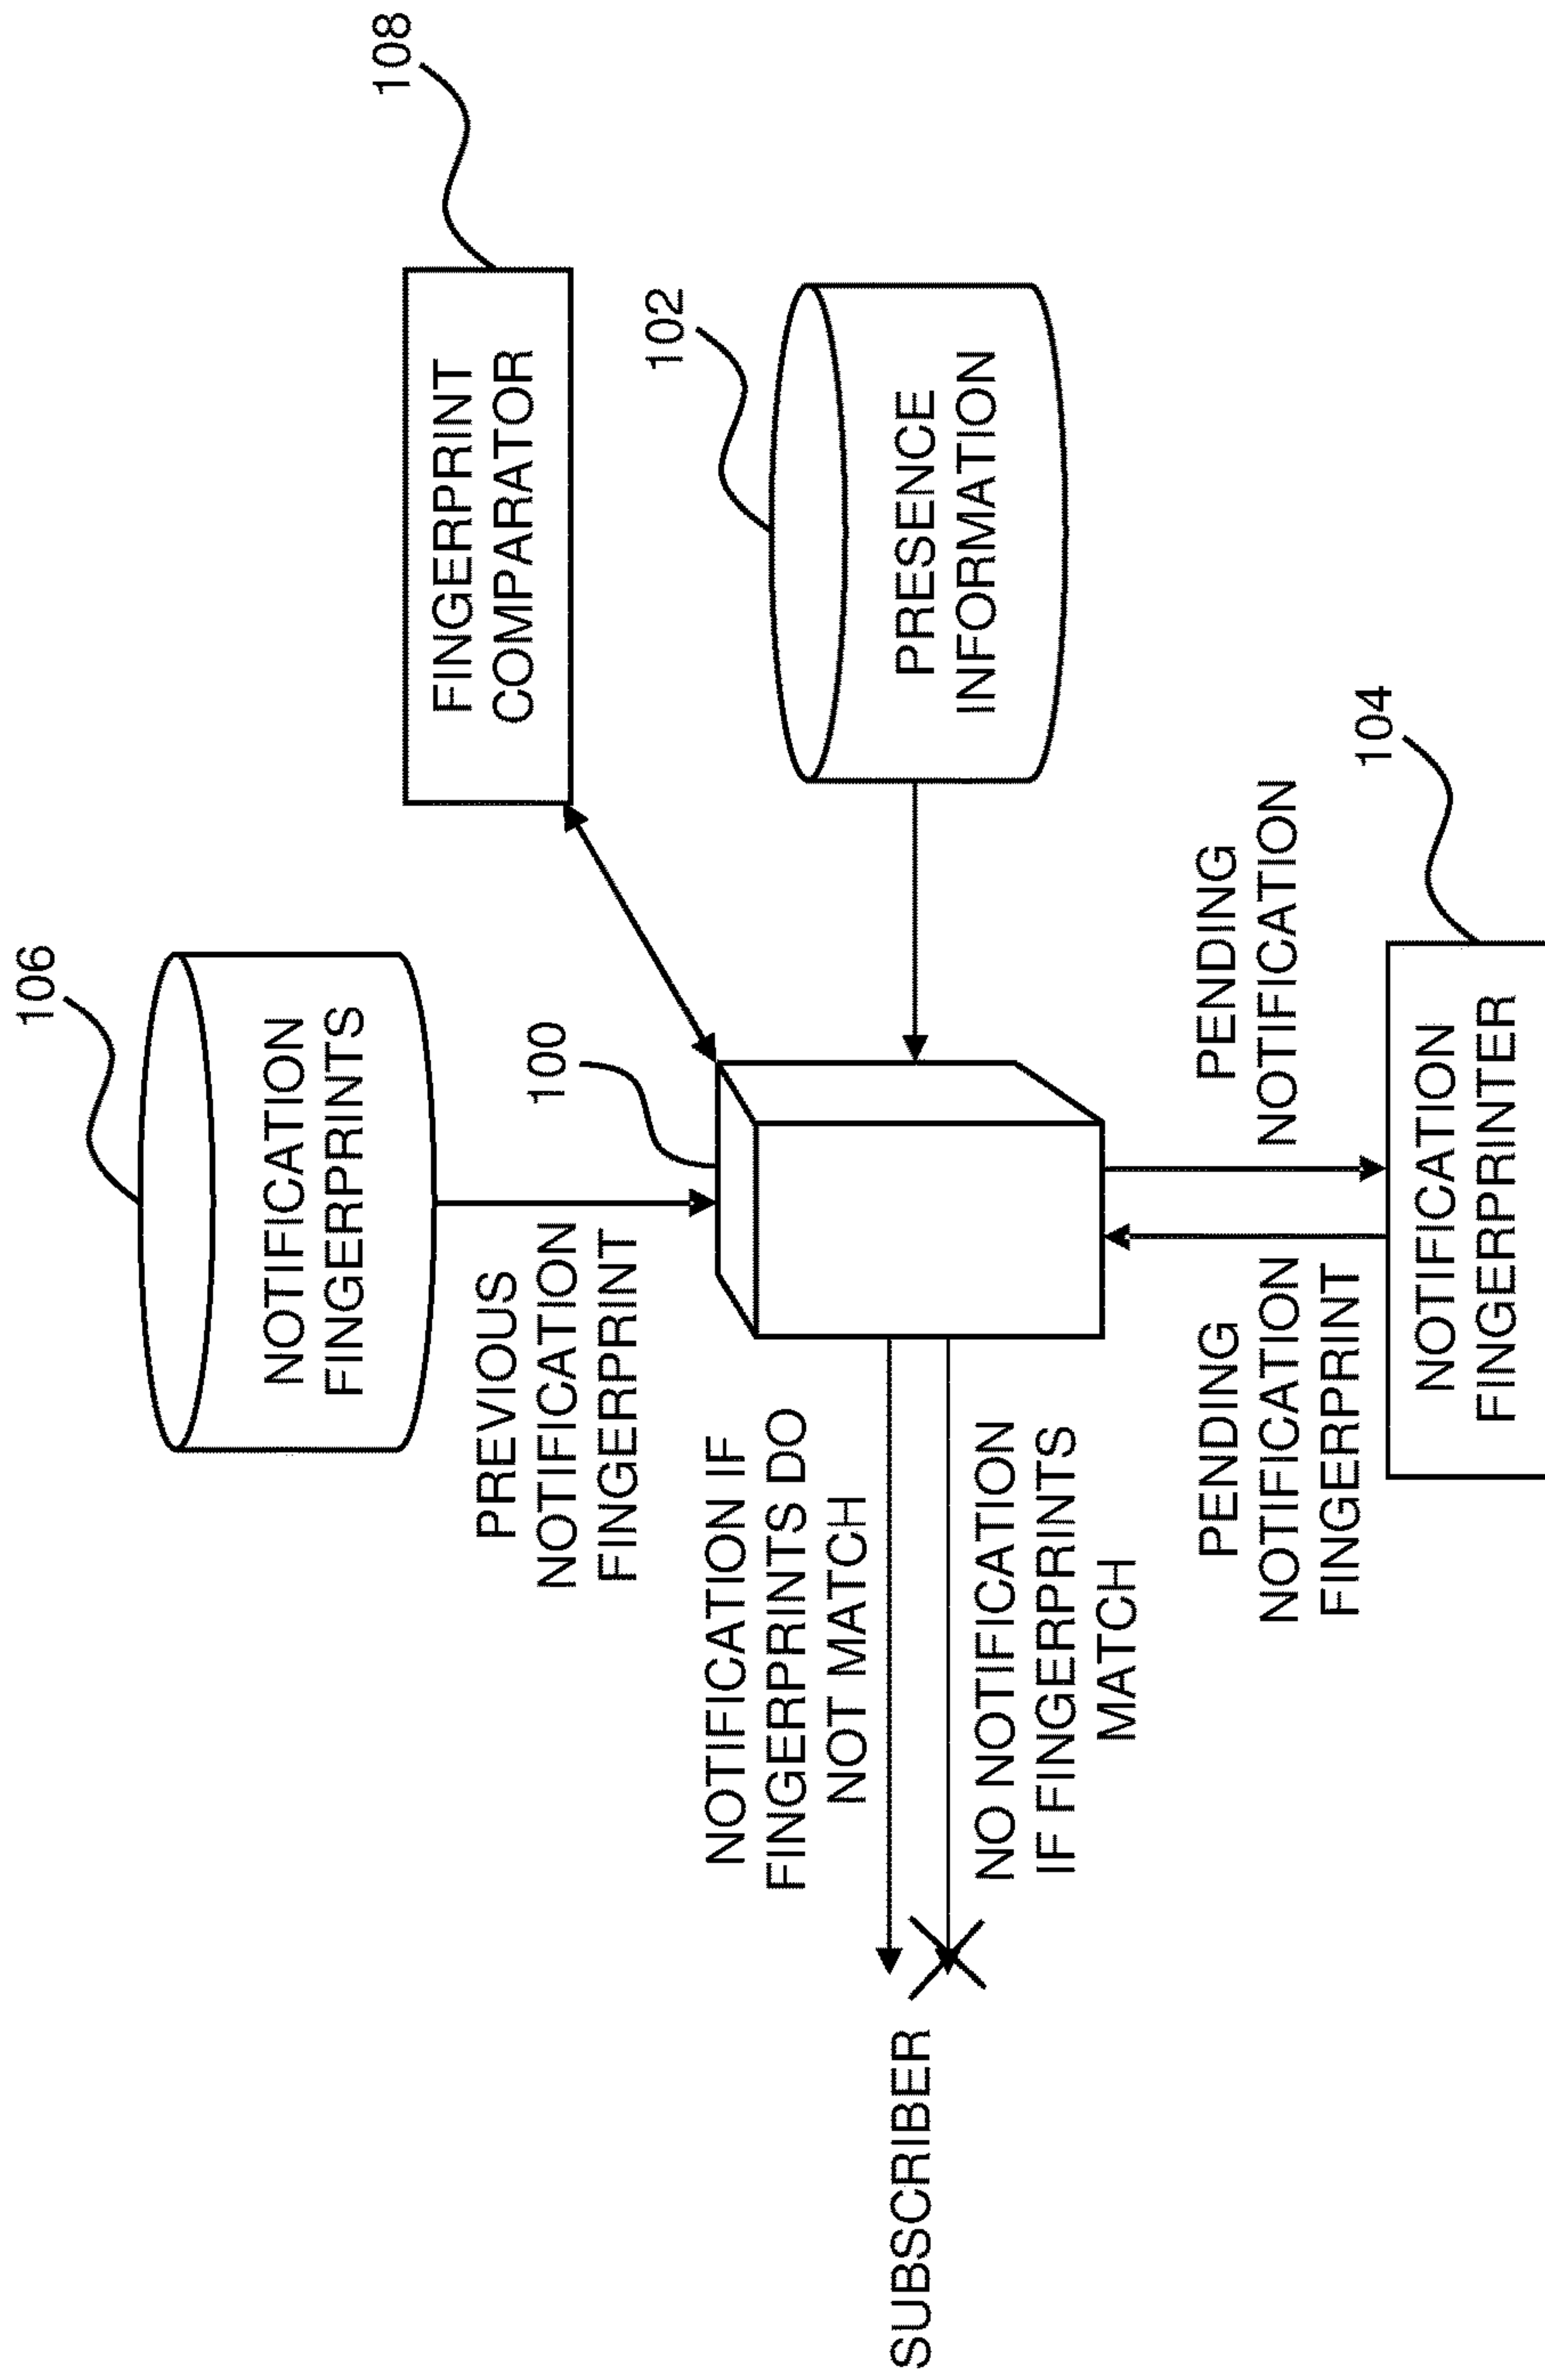 106
NOTIFICATION
FINGERPRINTS
108
FINGERPRINT
COMPARATOR
PREVIOUS
NOTIFICATION
FINGERPRINT
100
102
PRESENCE
INFORMATION
SUBSCRIBER
NOTIFICATION IF
FINGERPRINTS DO
NOT MATCH
NO NOTIFICATION
IF FINGERPRINTS
MATCH
PENDING
NOTIFICATION
FINGERPRINT
PENDING
NOTIFICATION
104
NOTIFICATION
FINGERPRINTER